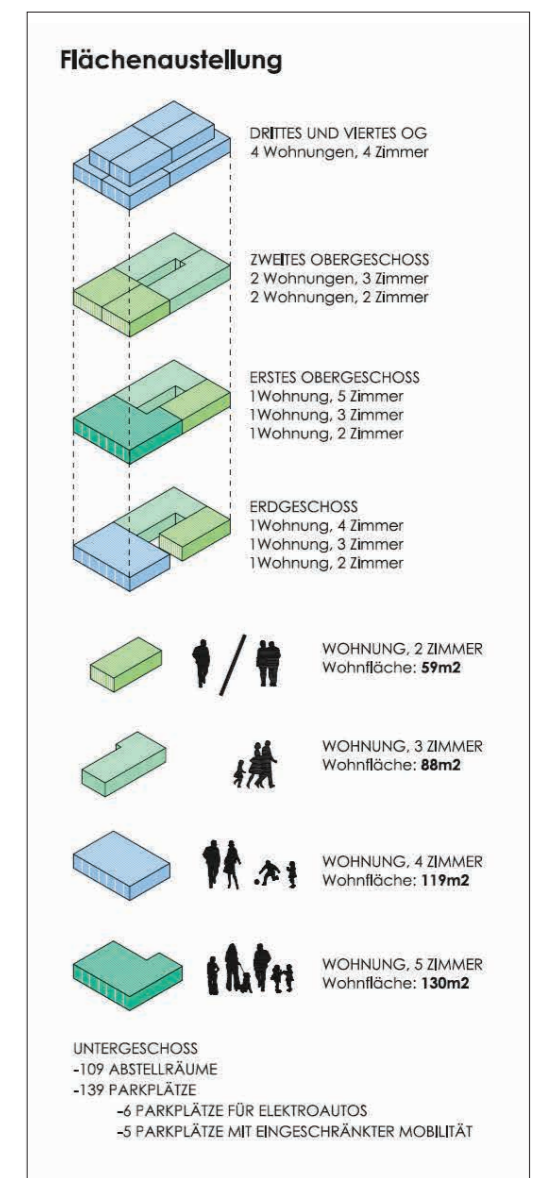 Flächenaustellung
DRITTES UND VIERTES OG
4 Wohnungen, 4 Zimmer
ZWEITES OBERGESCHOSS
2 Wohnungen, 3 Zimmer
2 Wohnungen, 2 Zimmer
ERSTES OBERGESCHOSS
1Wohnung, 5 Zimmer
1Wohnung, 3 Zimmer
1Wohnung, 2 Zimmer
ERDGESCHOSS
1Wohnung, 4 Zimmer
1Wohnung, 3 Zimmer
1Wohnung, 2 Zimmer
WOHNUNG, 2 ZIMMER
Wohnfläche: 59m2
WOHNUNG, 3 ZIMMER
Wohnfläche: 88m2
WOHNUNG, 4 ZIMMER
Wohnfläche: 119m2
WOHNUNG, 5 ZIMMER
Wohnfläche: 130m2
UNTERGESCHOSS
-109 ABSTELLRÄUME
-139 PARKPLÄTZE
-6 PARKPLÄTZE FÜR ELEKTROAUTOS
-5 PARKPLÄTZE MIT EINGESCHRÄNKTER MOBILITÄT